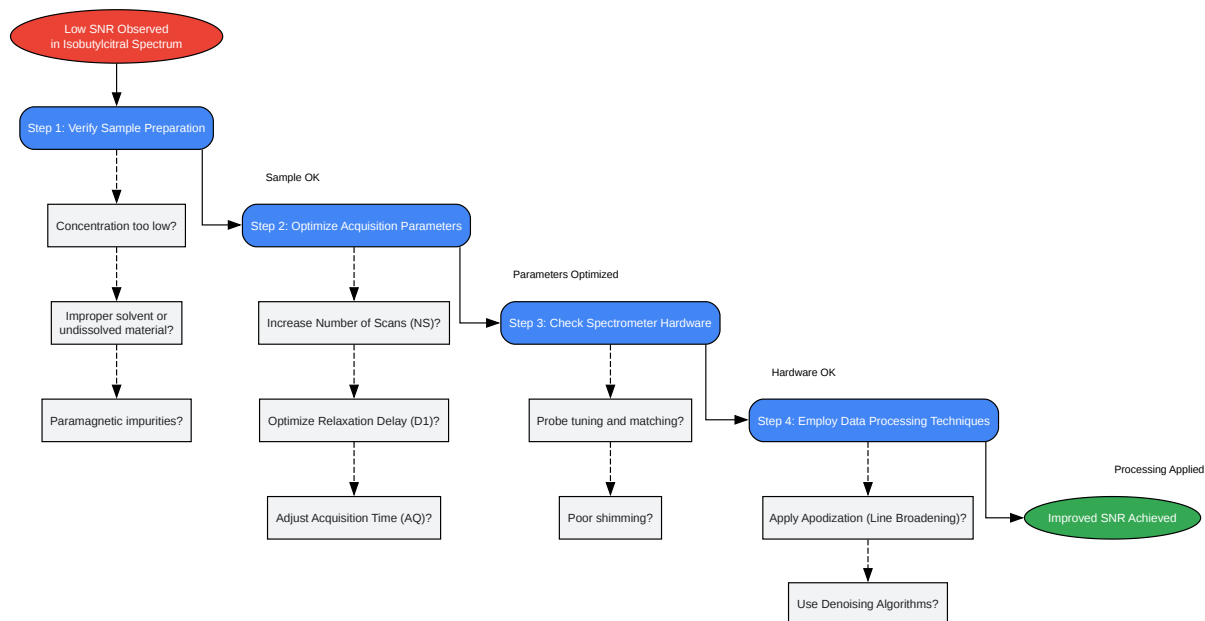 Low SNR Observed
in Isobutylcitral Spectrum
Step 1: Verify Sample Preparation
Concentration too low?
Improper solvent or
undissolved material?
Paramagnetic impurities?
Sample OK
Step 2: Optimize Acquisition Parameters
Increase Number of Scans (NS)?
Optimize Relaxation Delay (D1)?
Adjust Acquisition Time (AQ)?
Parameters Optimized
Step 3: Check Spectrometer Hardware
Probe tuning and matching?
Poor shimming?
Hardware OK
Step 4: Employ Data Processing Techniques
Apply Apodization (Line Broadening)?
Use Denoising Algorithms?
Processing Applied
Improved SNR Achieved